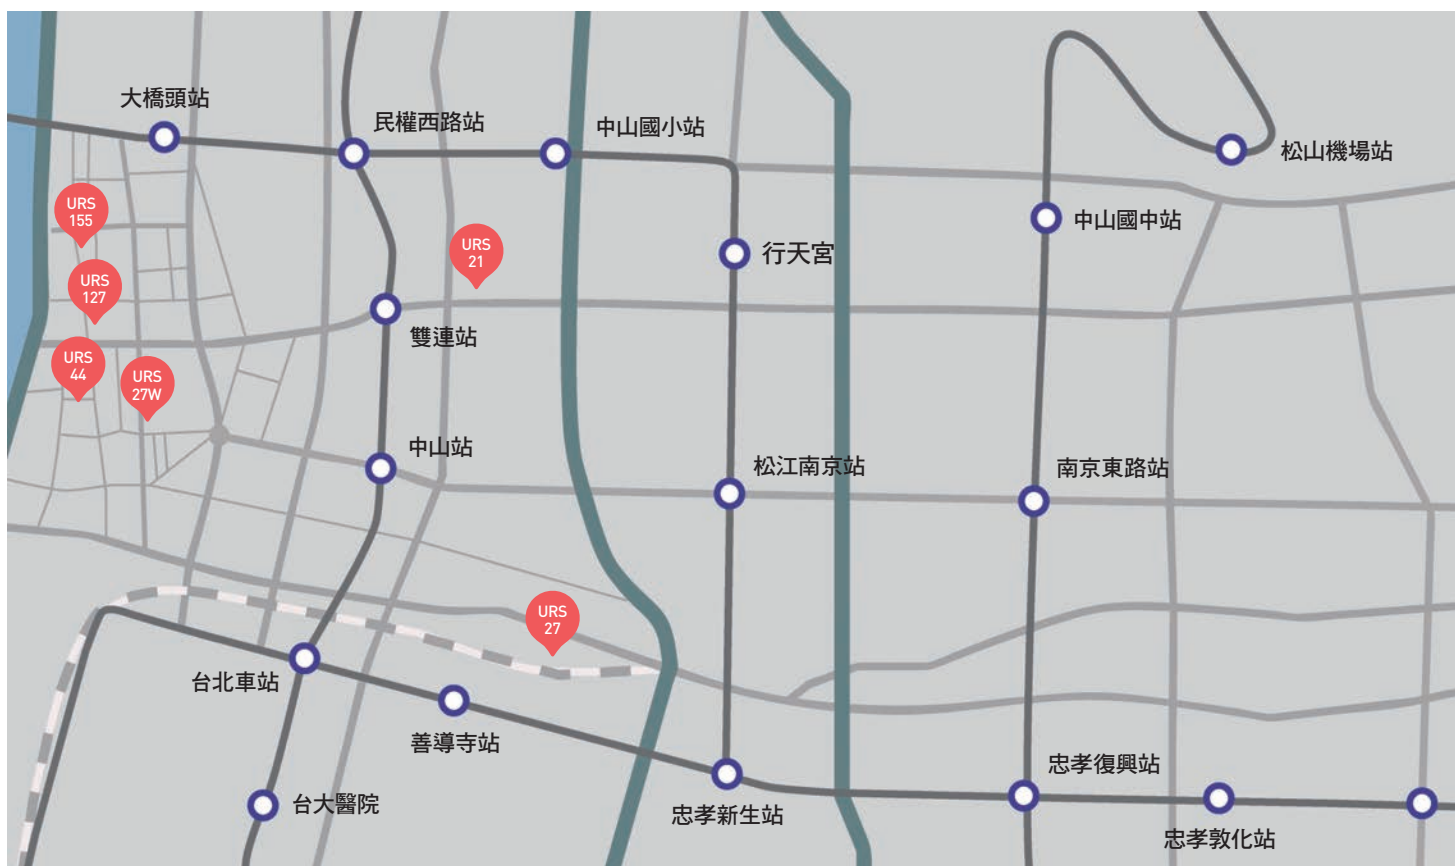 大橋頭站
民權西路站
中山國小站
松山機場站
URS
155
中山國中站
URS
21
行天宮
URS
127
雙連站
URS
44
URS
27W
中山站
松江南京站
南京東路站
URS
27
台北車站
善導寺站
忠孝復興站
台大醫院
忠孝新生站
忠孝敦化站